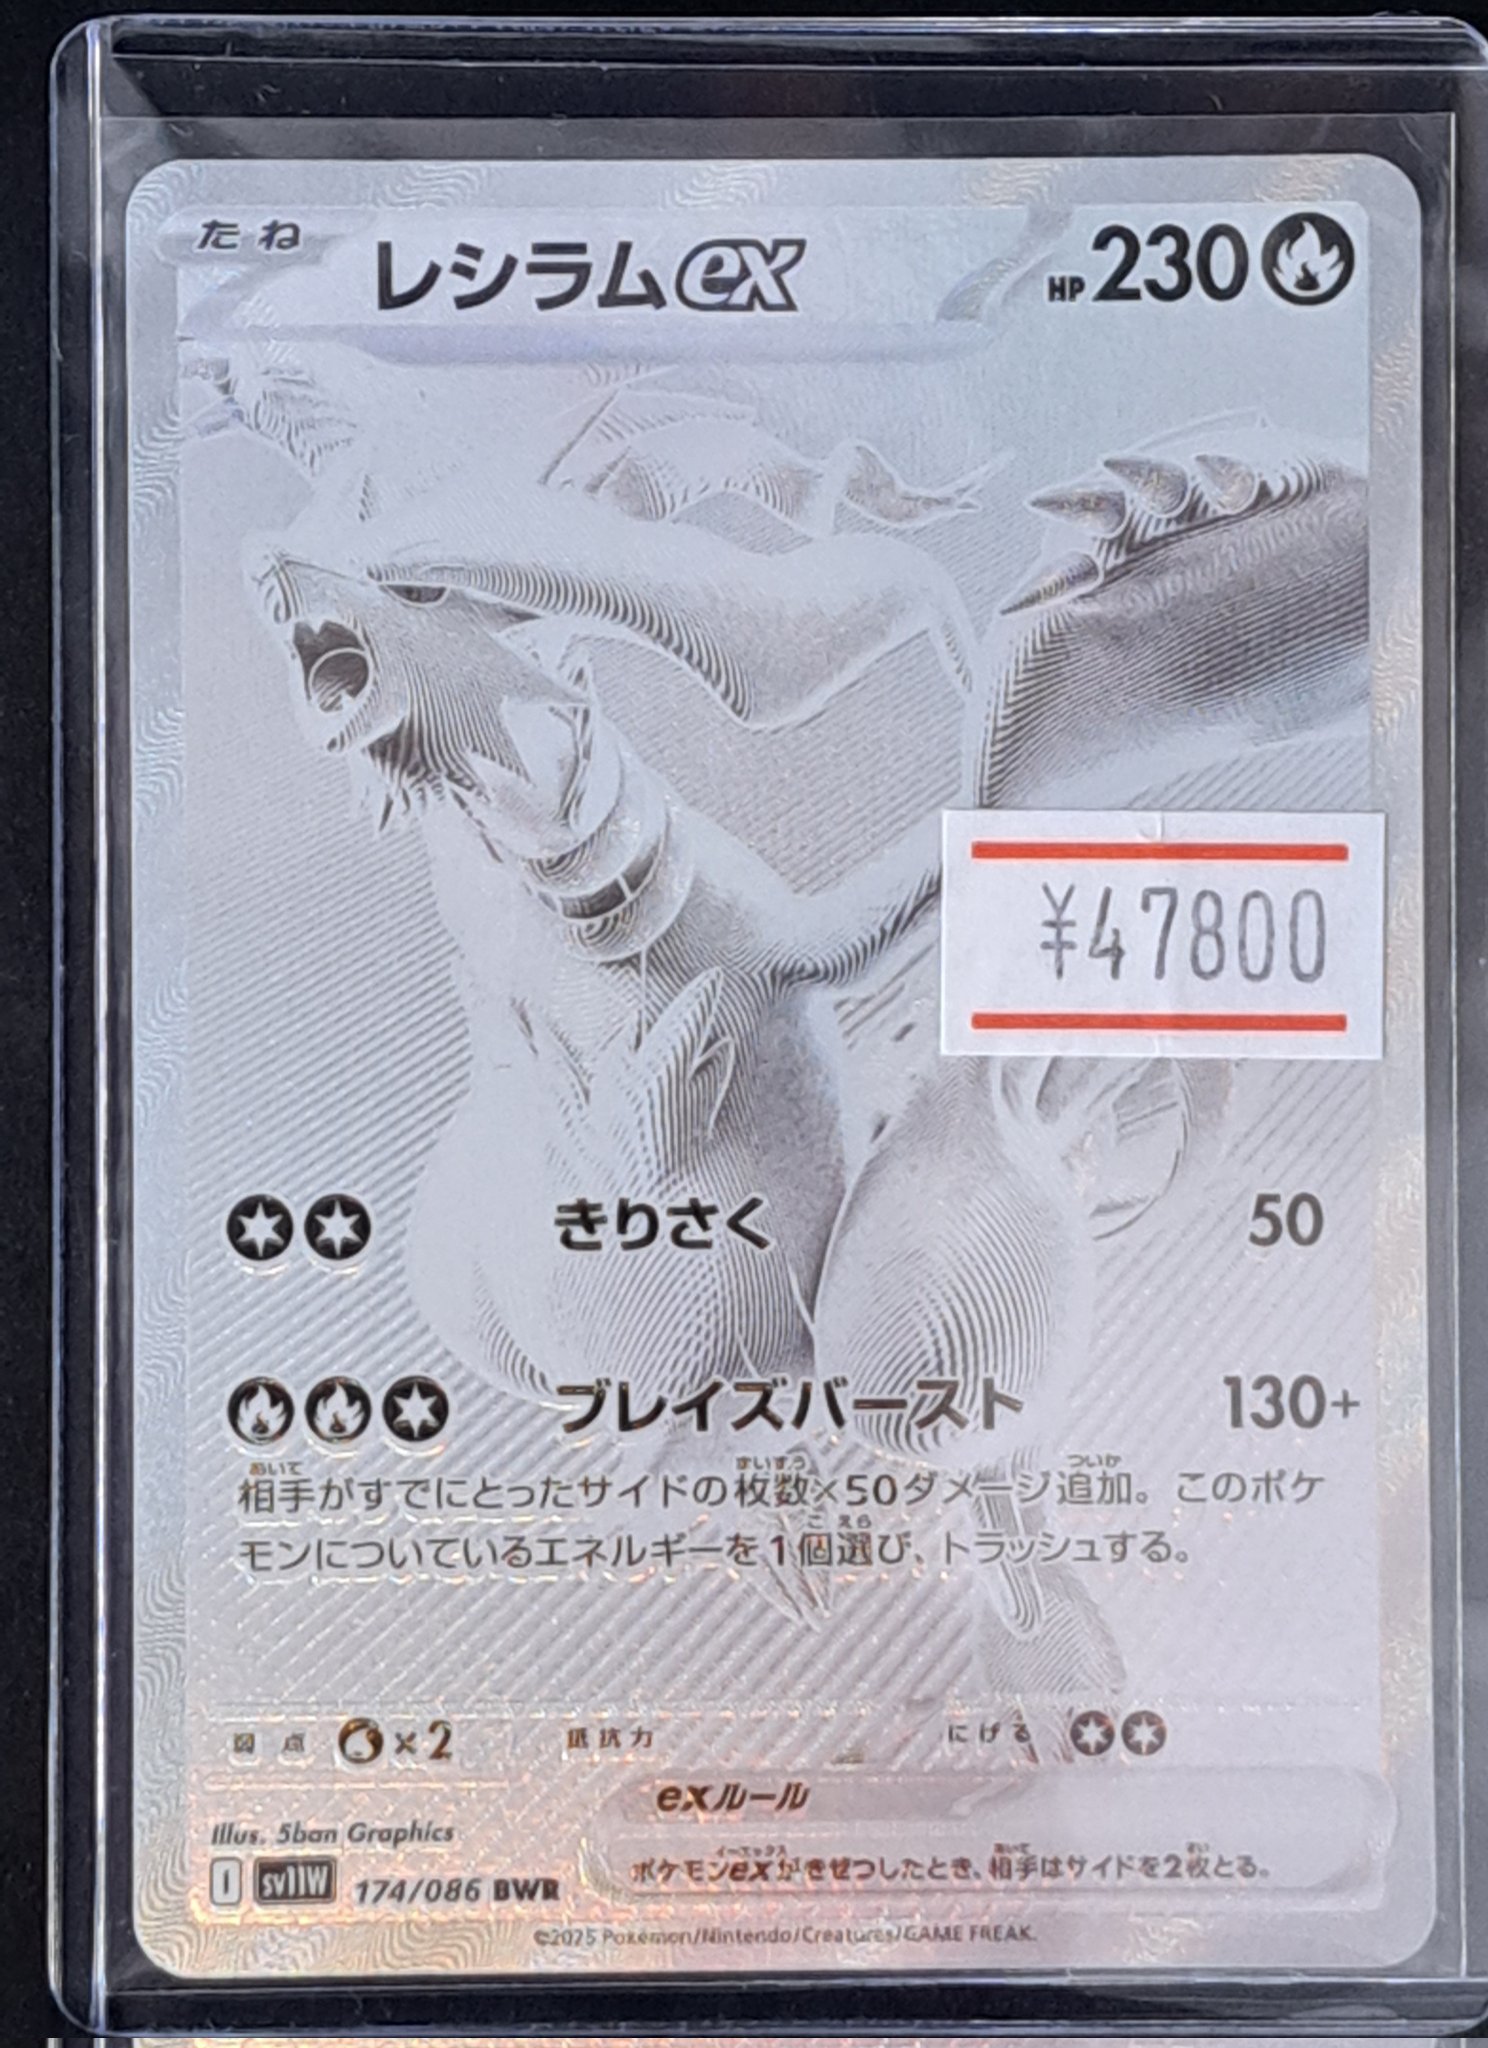 たね レシラムex HP230
¥47800
きりさく 50
ブレイズバースト 130+
相手がすでにとったサイドの枚数×50ダメージ追加。このポケ
モンについているエネルギーを1個選び、トラッシュする。
弱点 ×2 抵抗力 にげる
exルール
ポケモンexがきぜつしたとき、相手はサイドを2枚とる。
Illus. 5ban Graphics
I SV11W 174/086 BWR
©2025 Pokémon/Nintendo/Creatures/GAME FREAK.